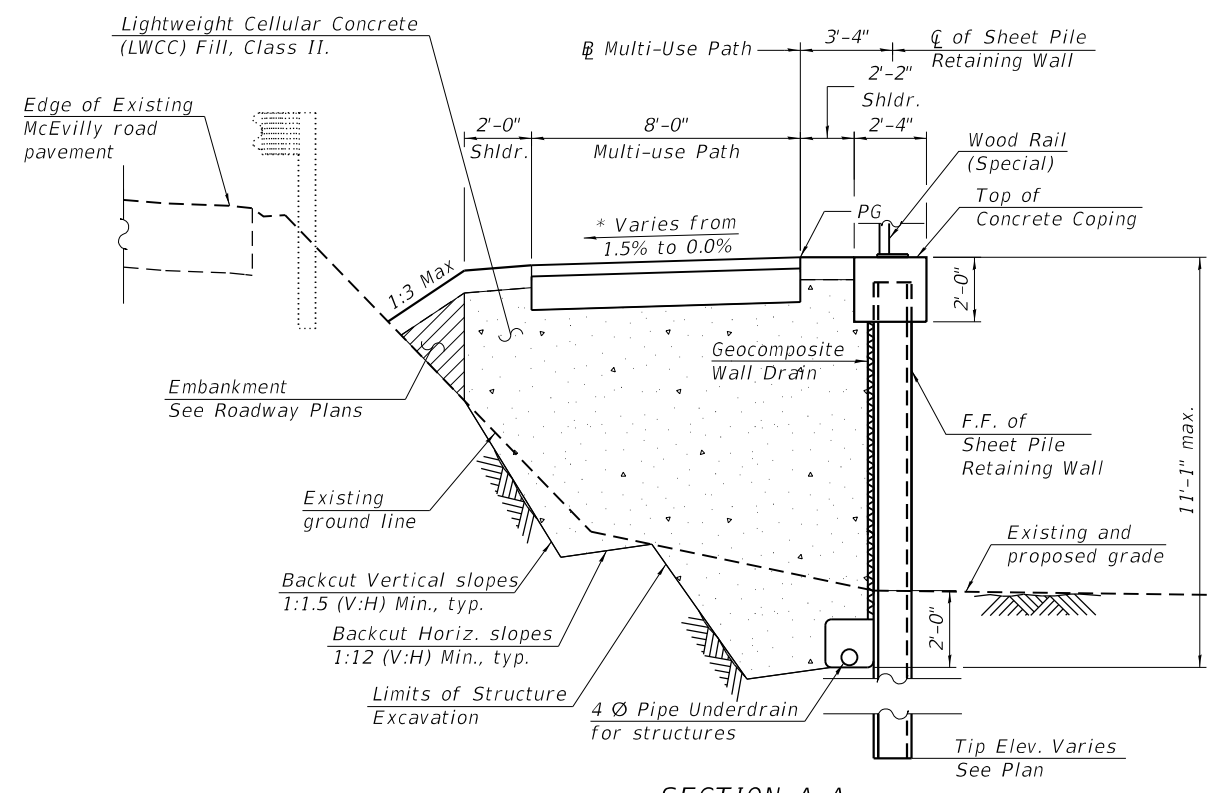 Lightweight Cellular Concrete
(LWCC) Fill, Class II.
℄ Multi-Use Path
3'-4"
℄ of Sheet Pile
Retaining Wall
2'-2"
Shldr.
Edge of Existing
McEvilly road
pavement
2'-0"
Shldr.
8'-0"
Multi-use Path
2'-4"
Wood Rail
(Special)
Top of
Concrete Coping
PG
* Varies from
1.5% to 0.0%
1:3 Max
2'-0"
Geocomposite
Wall Drain
Embankment
See Roadway Plans
F.F. of
Sheet Pile
Retaining Wall
11'-1" max.
Existing
ground line
Existing and
proposed grade
Backcut Vertical slopes
1:1.5 (V:H) Min., typ.
2'-0"
Backcut Horiz. slopes
1:12 (V:H) Min., typ.
Limits of Structure
Excavation
4 Ø Pipe Underdrain
for structures
Tip Elev. Varies
See Plan
SECTION A-A